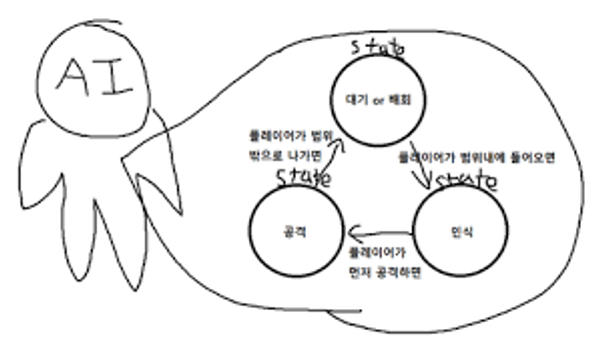 AI
state
대기 or 배회
플레이어가 범위
밖으로 나가면
플레이어가 범위내에 들어오면
state
state
공격
인식
플레이어가
먼저 공격하면